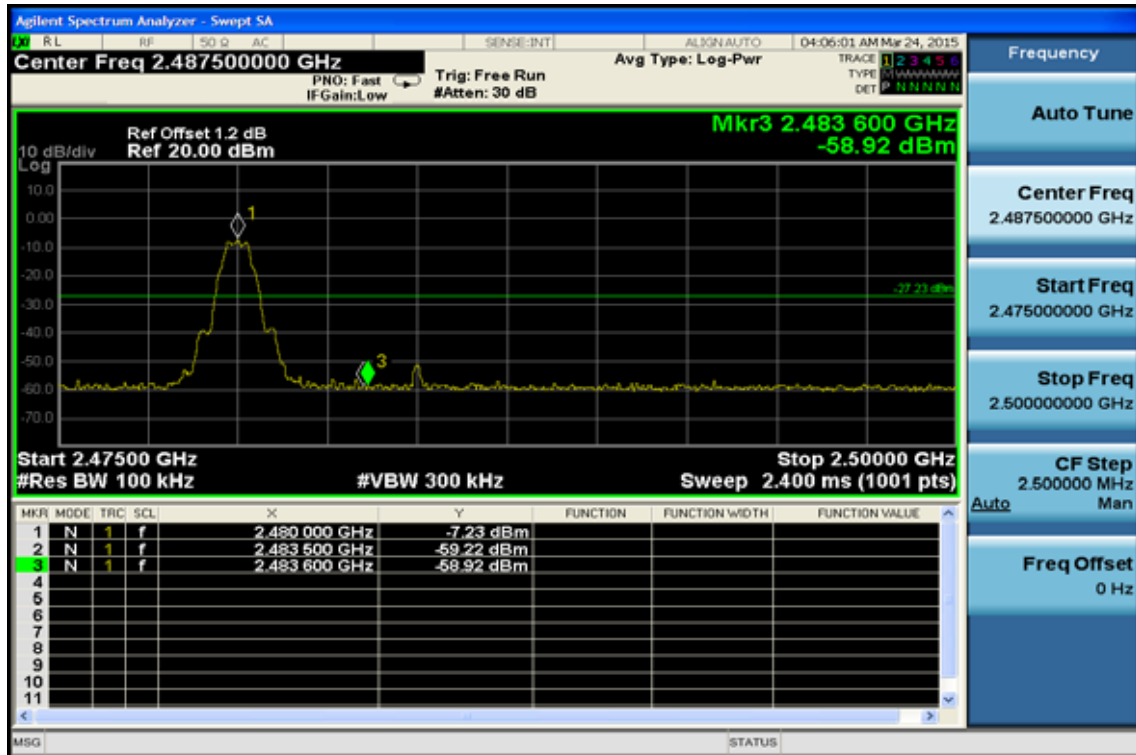 Agilent Spectrum Analyzer - Swept SA
LXI RL RF 50 Ω AC SENSE:INT ALIGNAUTO 04:06:01 AM Mar 24, 2015
Center Freq 2.487500000 GHz
PNO: Fast
IFGain:Low
Trig: Free Run
#Atten: 30 dB
Avg Type: Log-Pwr
TRACE 1 2 3 4 5 6
TYPE M W W W W W
DET P N N N N N
Mkr3 2.483 600 GHz
-58.92 dBm
Ref Offset 1.2 dB
10 dB/div Ref 20.00 dBm
Log
10.0
0.00
-10.0
-20.0
-30.0
-40.0
-50.0
-60.0
-70.0
1
-27.23 dBm
3
Start 2.47500 GHz Stop 2.50000 GHz
#Res BW 100 kHz #VBW 300 kHz Sweep 2.400 ms (1001 pts)
MKR MODE TRC SCL X Y FUNCTION FUNCTION WIDTH FUNCTION VALUE
1 N 1 f 2.480 000 GHz -7.23 dBm
2 N 1 f 2.483 500 GHz -59.22 dBm
3 N 1 f 2.483 600 GHz -58.92 dBm
4
5
6
7
8
9
10
11
MSG STATUS
Frequency
Auto Tune
Center Freq
2.487500000 GHz
Start Freq
2.475000000 GHz
Stop Freq
2.500000000 GHz
CF Step
2.500000 MHz
Auto Man
Freq Offset
0 Hz